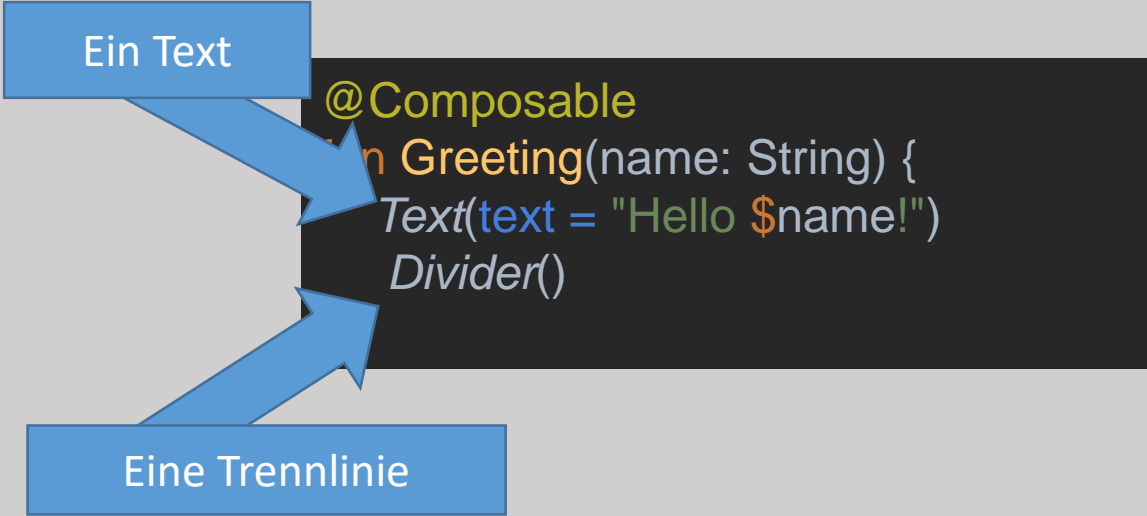 Ein Text
@Composable
n Greeting(name: String) {
Text(text = "Hello $name!")
Divider()
Eine Trennlinie